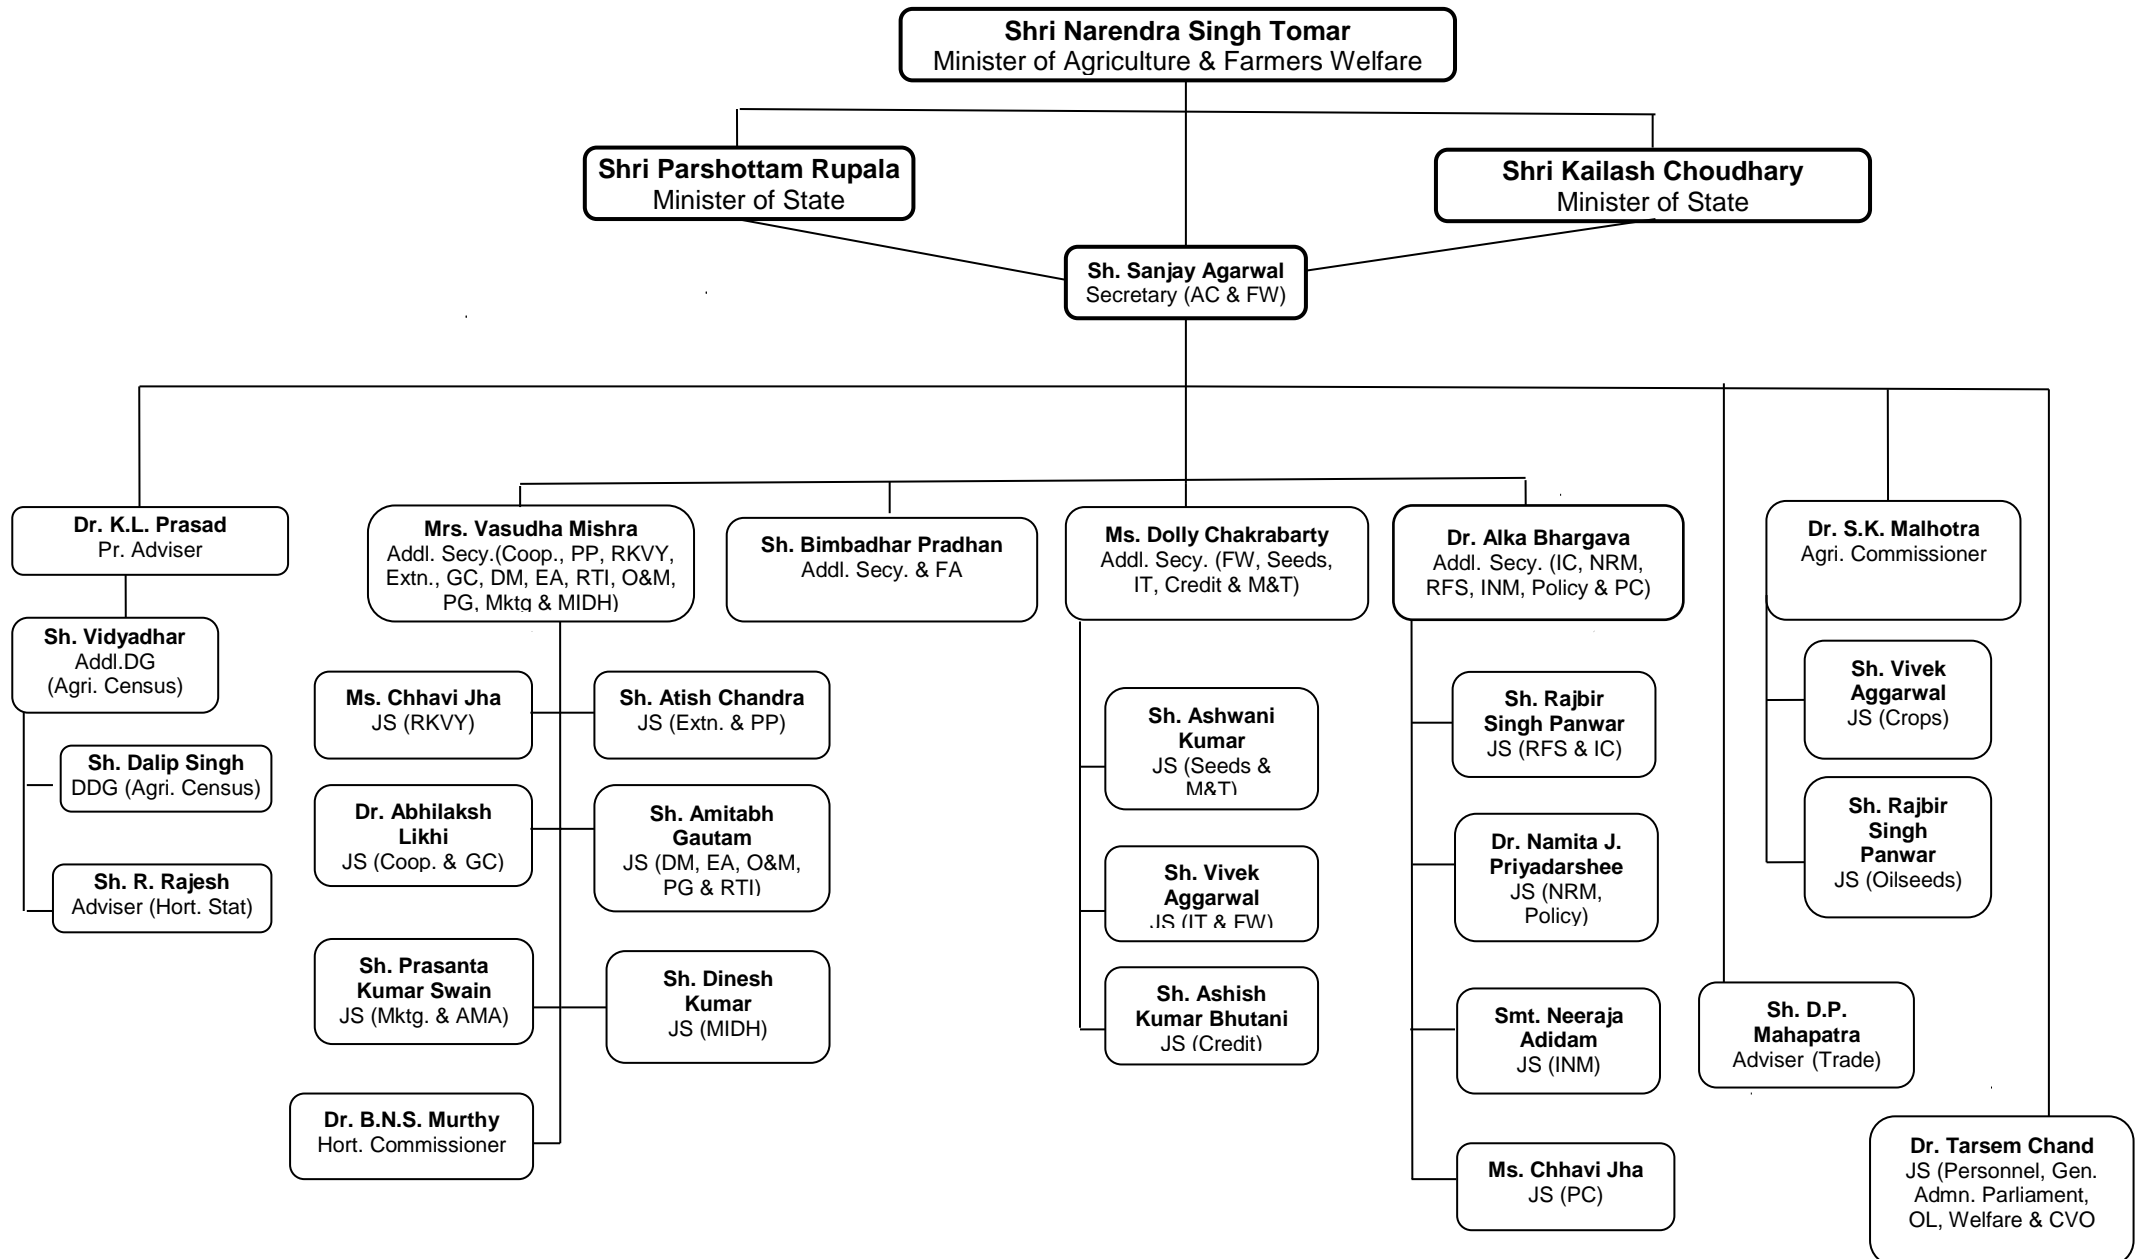 Shri Narendra Singh Tomar
Minister of Agriculture & Farmers Welfare
Shri Parshottam Rupala
Minister of State
Shri Kailash Choudhary
Minister of State
Sh. Sanjay Agarwal
Secretary (AC & FW)
Dr. K.L. Prasad
Pr. Adviser
Sh. Vidyadhar
Addl.DG
(Agri. Census)
Sh. Dalip Singh
DDG (Agri. Census)
Sh. R. Rajesh
Adviser (Hort. Stat)
Mrs. Vasudha Mishra
Addl. Secy.(Coop., PP, RKVY,
Extn., GC, DM, EA, RTI, O&M,
PG, Mktg & MIDH)
Ms. Chhavi Jha
JS (RKVY)
Sh. Atish Chandra
JS (Extn. & PP)
Dr. Abhilaksh
Likhi
JS (Coop. & GC)
Sh. Amitabh
Gautam
JS (DM, EA, O&M,
PG & RTI)
Sh. Prasanta
Kumar Swain
JS (Mktg. & AMA)
Sh. Dinesh
Kumar
JS (MIDH)
Dr. B.N.S. Murthy
Hort. Commissioner
Sh. Bimbadhar Pradhan
Addl. Secy. & FA
Ms. Dolly Chakrabarty
Addl. Secy. (FW, Seeds,
IT, Credit & M&T)
Sh. Ashwani
Kumar
JS (Seeds &
M&T)
Sh. Vivek
Aggarwal
JS (IT & FW)
Sh. Ashish
Kumar Bhutani
JS (Credit)
Dr. Alka Bhargava
Addl. Secy. (IC, NRM,
RFS, INM, Policy & PC)
Sh. Rajbir
Singh Panwar
JS (RFS & IC)
Dr. Namita J.
Priyadarshee
JS (NRM,
Policy)
Smt. Neeraja
Adidam
JS (INM)
Ms. Chhavi Jha
JS (PC)
Dr. S.K. Malhotra
Agri. Commissioner
Sh. Vivek
Aggarwal
JS (Crops)
Sh. Rajbir
Singh
Panwar
JS (Oilseeds)
Sh. D.P.
Mahapatra
Adviser (Trade)
Dr. Tarsem Chand
JS (Personnel, Gen.
Admn. Parliament,
OL, Welfare & CVO